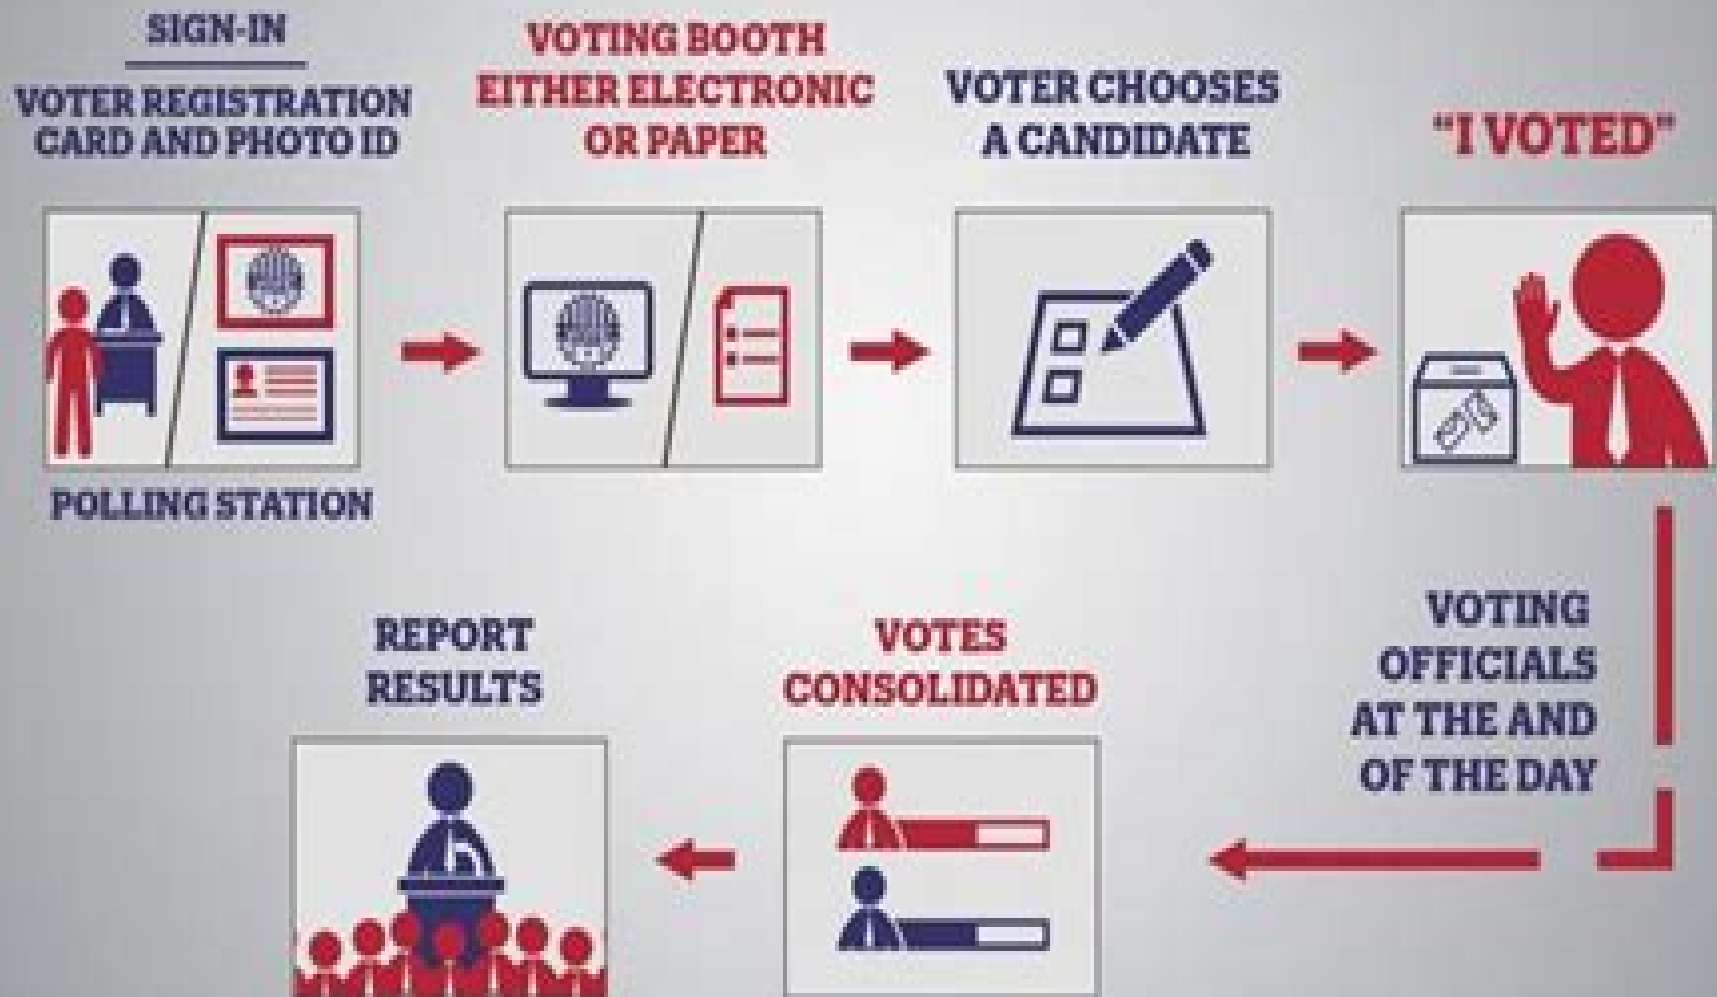 SIGN-IN
VOTER REGISTRATION
CARD AND PHOTO ID
POLLING STATION
VOTING BOOTH
EITHER ELECTRONIC
OR PAPER
VOTER CHOOSES
A CANDIDATE
"I VOTED"
VOTING
OFFICIALS
AT THE AND
OF THE DAY
VOTES
CONSOLIDATED
REPORT
RESULTS